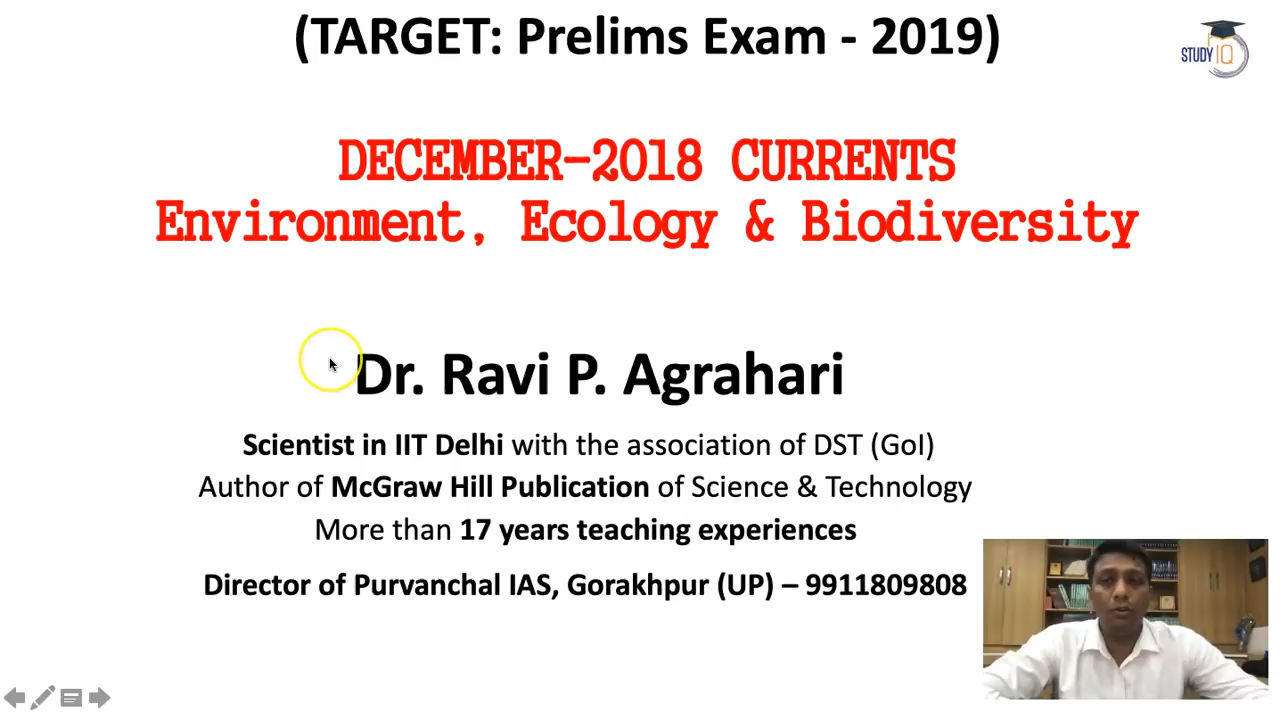 (TARGET: Prelims Exam - 2019)
STUDY IQ
DECEMBER-2018 CURRENTS
Environment, Ecology & Biodiversity
Dr. Ravi P. Agrahari
Scientist in IIT Delhi with the association of DST (GoI)
Author of McGraw Hill Publication of Science & Technology
More than 17 years teaching experiences
Director of Purvanchal IAS, Gorakhpur (UP) – 9911809808